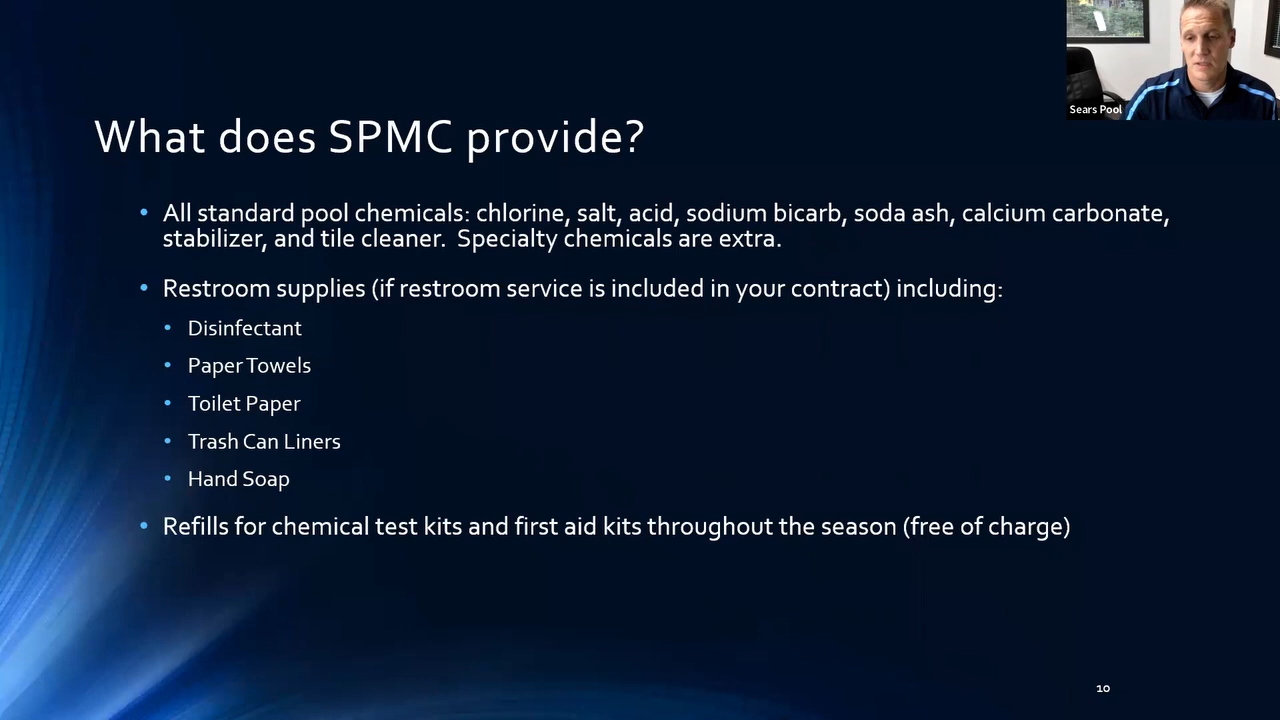 Sears Pool
What does SPMC provide?
• All standard pool chemicals: chlorine, salt, acid, sodium bicarb, soda ash, calcium carbonate,
stabilizer, and tile cleaner. Specialty chemicals are extra.
• Restroom supplies (if restroom service is included in your contract) including:
• Disinfectant
• Paper Towels
• Toilet Paper
• Trash Can Liners
• Hand Soap
• Refills for chemical test kits and first aid kits throughout the season (free of charge)
10